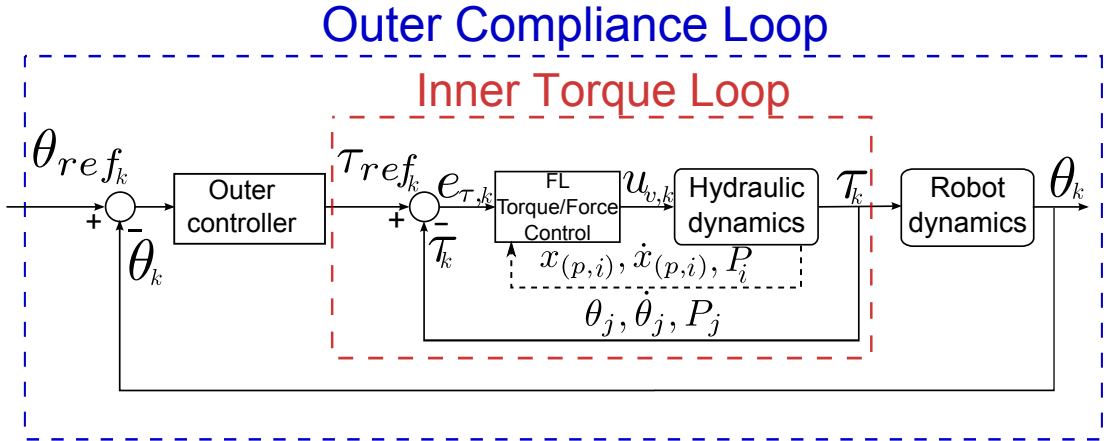 Outer Compliance Loop
Inner Torque Loop
θ_{ref_k}
+
-
θ_k
Outer
controller
τ_{ref_k}
+
-
τ_k
e_{τ,k}
FL
Torque/Force
Control
u_{v,k}
Hydraulic
dynamics
τ_k
Robot
dynamics
θ_k
x_{(p,i)}, ẋ_{(p,i)}, P_i
θ_j, θ̇_j, P_j